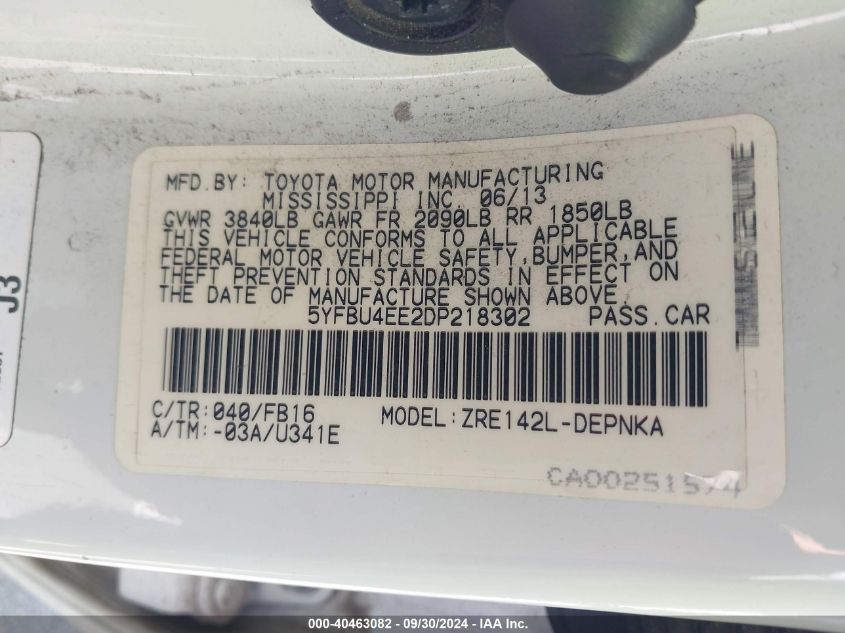 MFD.BY: TOYOTA MOTOR MANUFACTURING
MISSISSIPPI INC. 06/13
GVWR 3840LB GAWR FR 2090LB RR 1850LB
THIS VEHICLE CONFORMS TO ALL APPLICABLE
FEDERAL MOTOR VEHICLE SAFETY, BUMPER, AND
THEFT PREVENTION STANDARDS IN EFFECT ON
THE DATE OF MANUFACTURE SHOWN ABOVE.
5YFBU4EE2DP218302 PASS.CAR
C/TR:040/FB16 MODEL:ZRE142L-DEPNKA
A/TM:-03A/U341E
CA00251574
J3
000-40463082 - 09/30/2024 - IAA Inc.